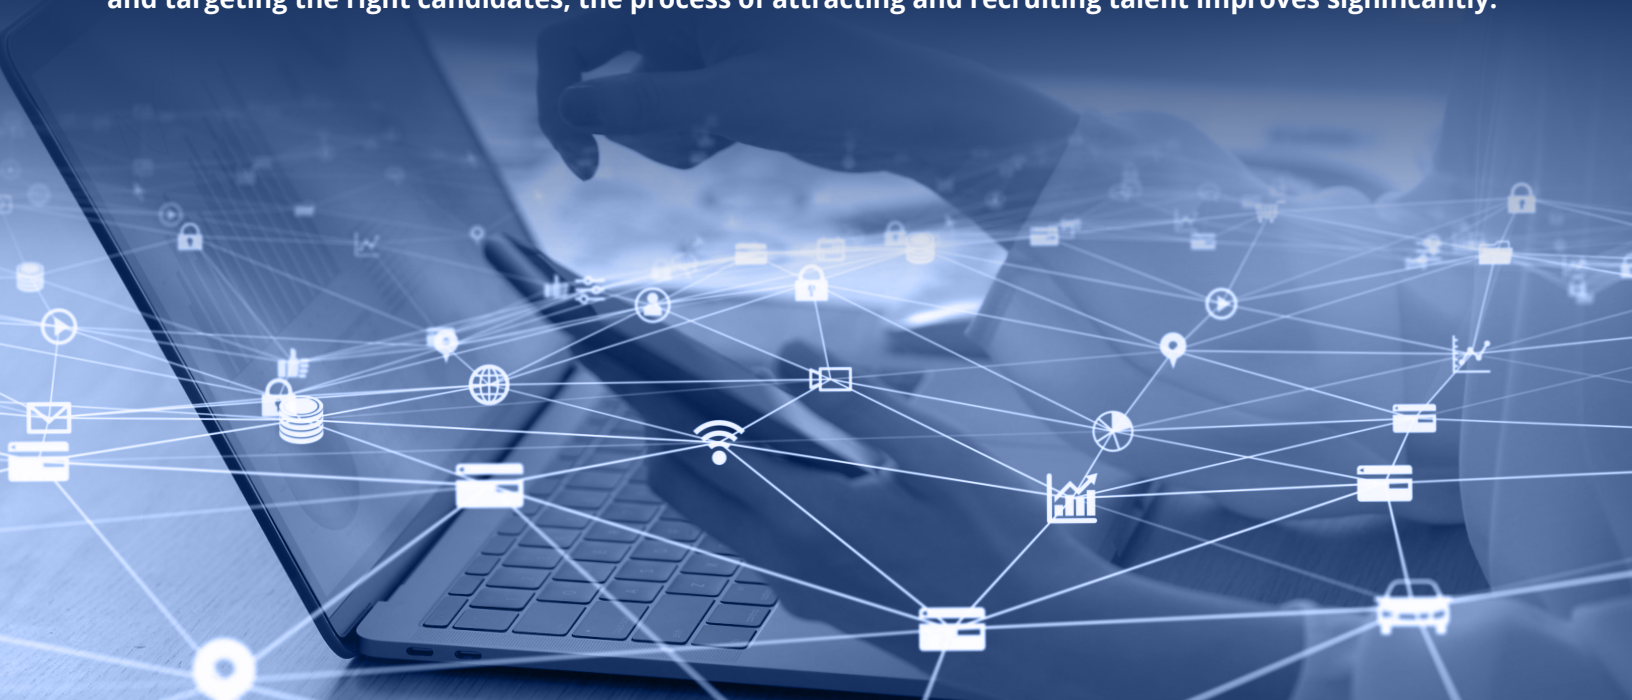 and targeting the right candidates, the process of attracting and recruiting talent improves significantly.